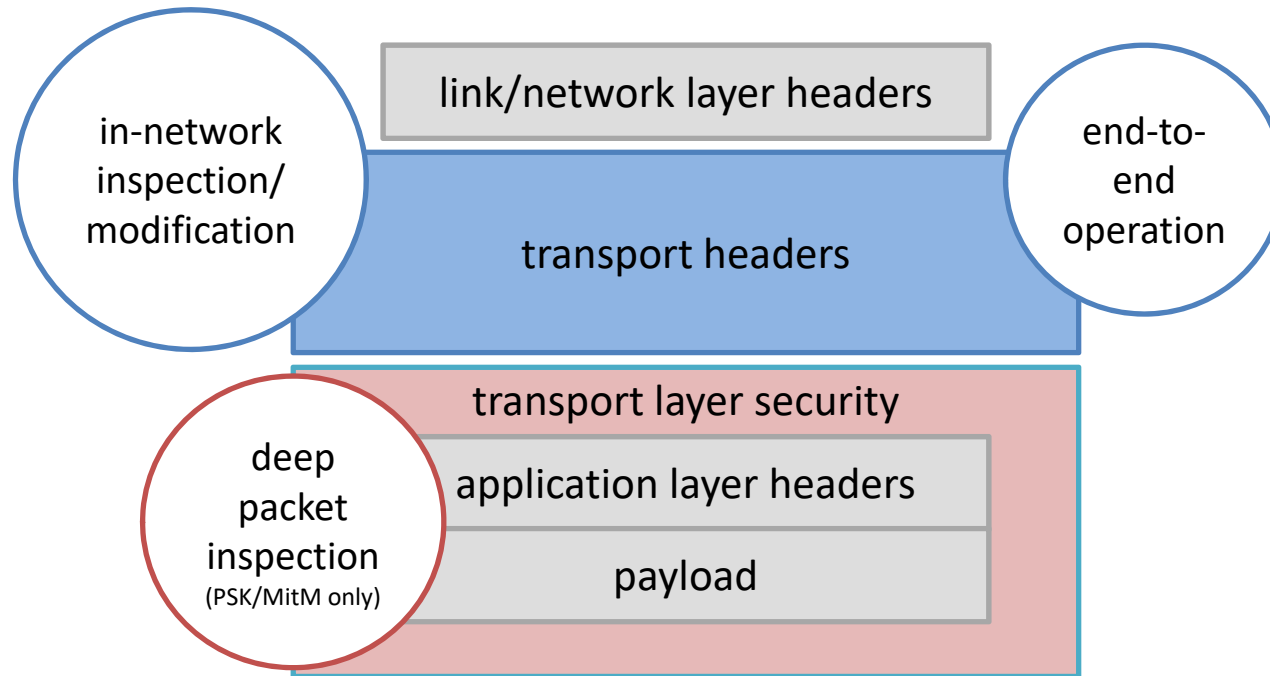 link/network layer headers
in-network
inspection/
modification
end-to-
end
operation
transport headers
transport layer security
deep
packet
inspection
(PSK/MitM only)
application layer headers
payload